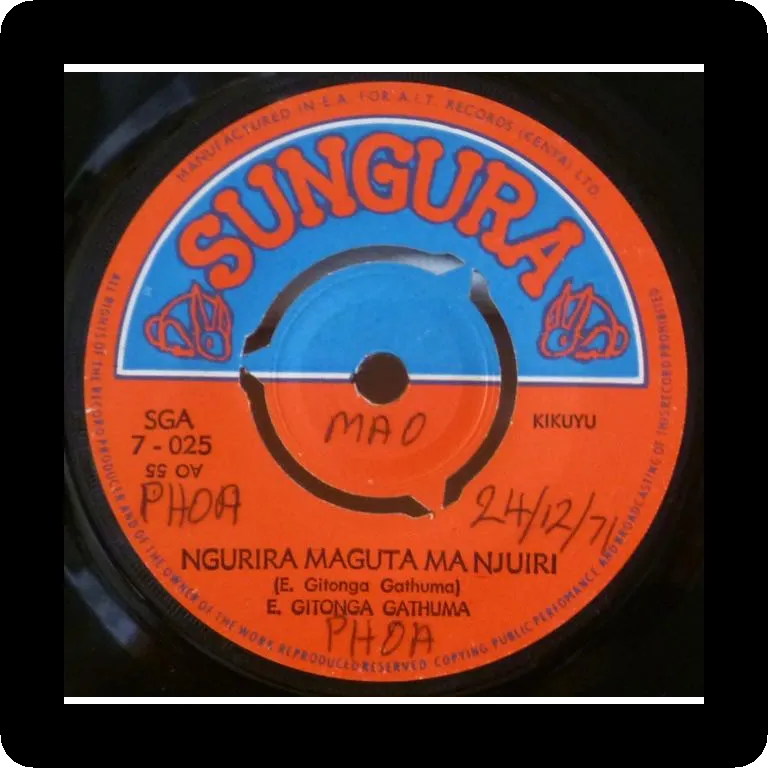 MANUFACTURED IN E.A. FOR A.I.T. RECORDS (KENYA) LTD.
SUNGURA
MAO
SGA
7 - 025
AO 55
KIKUYU
PHOA
24/12/71
NGURIRA MAGUTA MA NJUIRI
(E. Gitonga Gathuma)
E. GITONGA GATHUMA
PHOA
ALL RIGHTS OF THE RECORD PRODUCER AND OF THE OWNER OF THE WORK REPRODUCED RESERVED. COPYING PUBLIC PERFOMANCE AND BROADCASTING OF THIS RECORD PROHIBITED